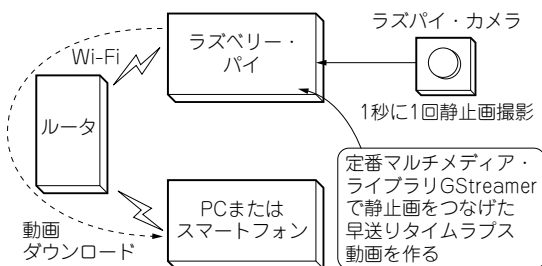 ラズベリー・
パイ
ラズパイ・カメラ
Wi-Fi
1秒に1回静止画撮影
ルータ
定番マルチメディア・
ライブラリGStreamer
で静止画をつなげた
早送りタイムラプス
動画を作る
PCまたは
スマートフォン
動画
ダウンロード